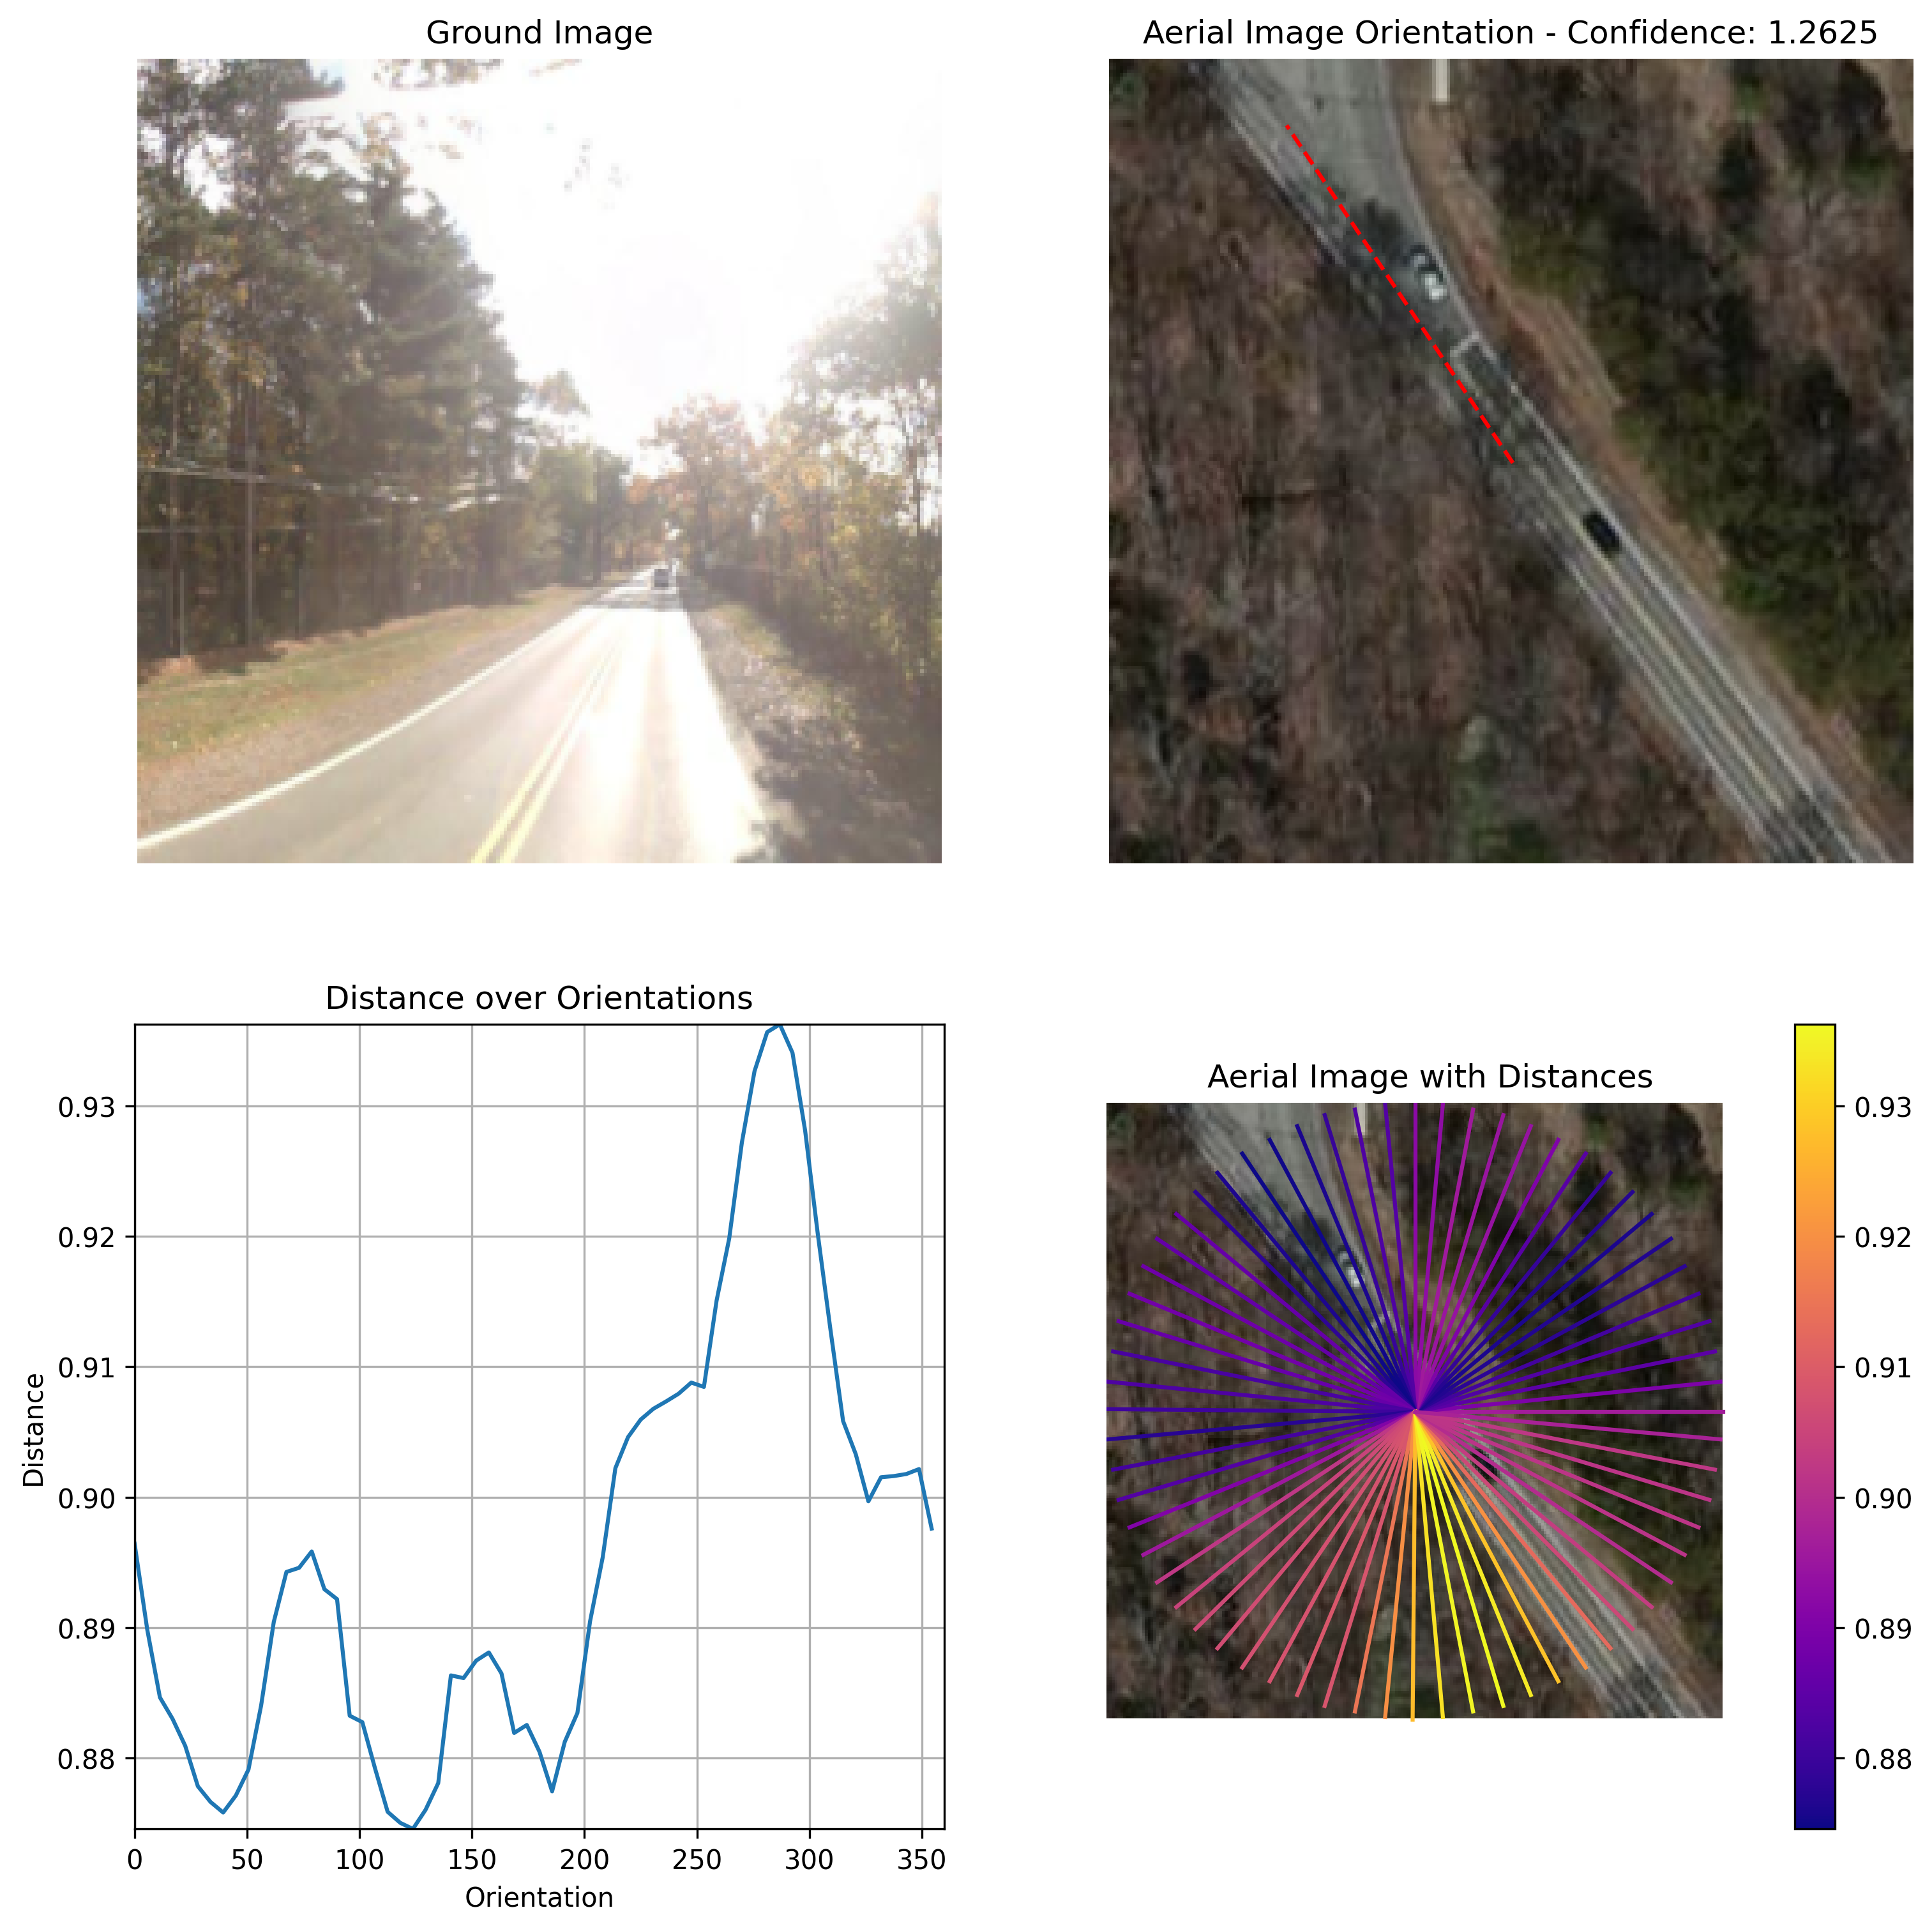 Ground Image
Aerial Image Orientation - Confidence: 1.2625
Distance over Orientations
0.93
0.92
0.91
0.90
0.89
0.88
Distance
0 50 100 150 200 250 300 350
Orientation
Aerial Image with Distances
0.93
0.92
0.91
0.90
0.89
0.88